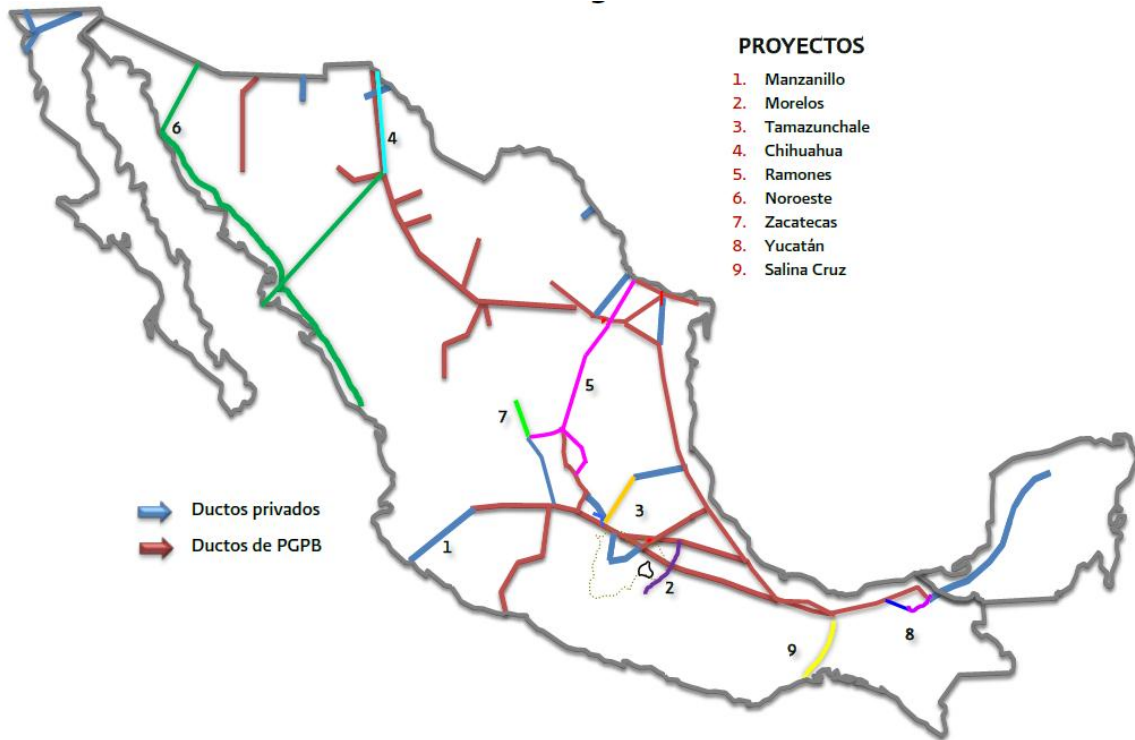 PROYECTOS
1. Manzanillo
2. Morelos
3. Tamazunchale
4. Chihuahua
5. Ramones
6. Noroeste
7. Zacatecas
8. Yucatán
9. Salina Cruz
6
4
5
7
3
Ductos privados
Ductos de PGPB
1
2
8
9